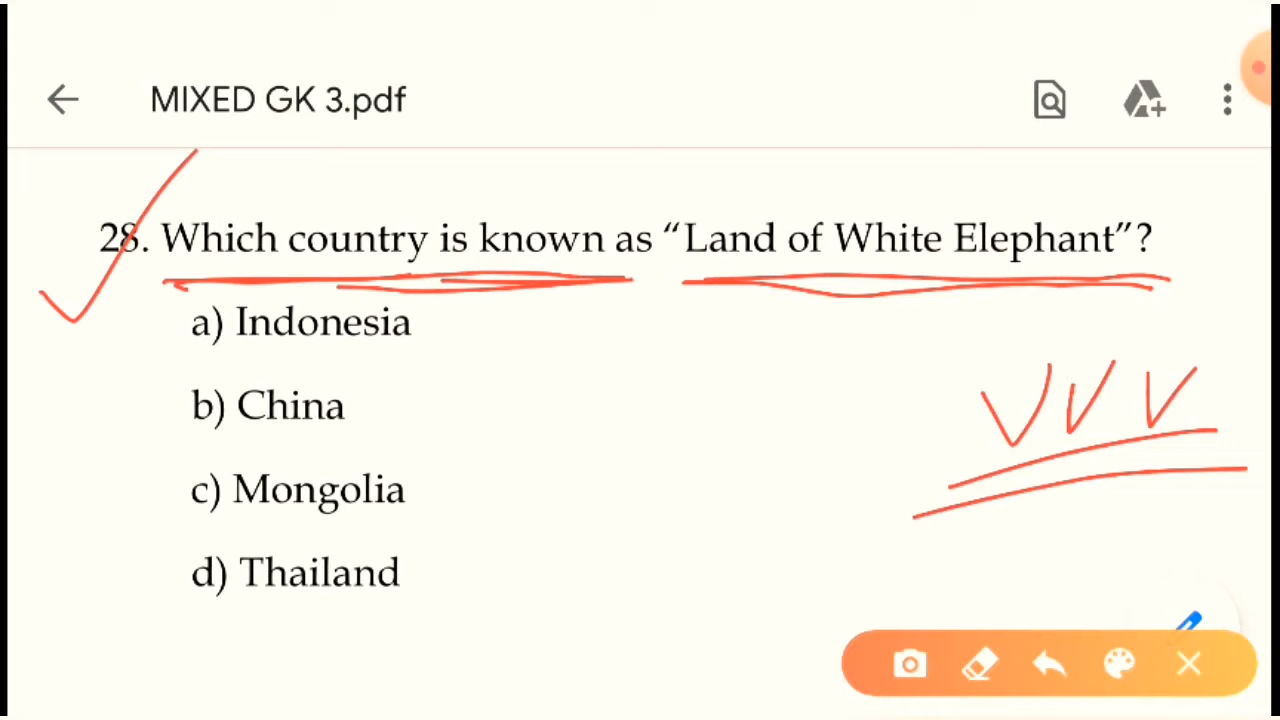 MIXED GK 3.pdf
28. Which country is known as “Land of White Elephant”?
a) Indonesia
b) China
c) Mongolia
d) Thailand